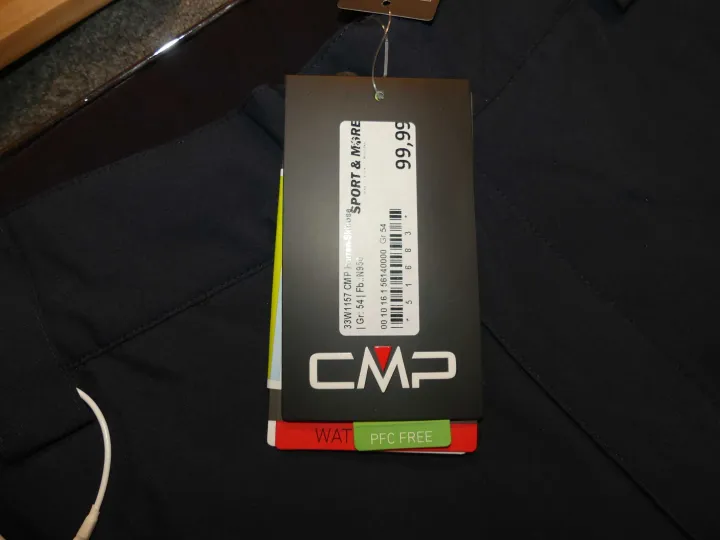 SPORT & MORE
99,99
33W1157 CMP
| Gr: 54 | Fb.:N950
00 10 16 1 56140000 Gr 54
* 5 1 6 8 3 *
CMP
WAT
PFC FREE